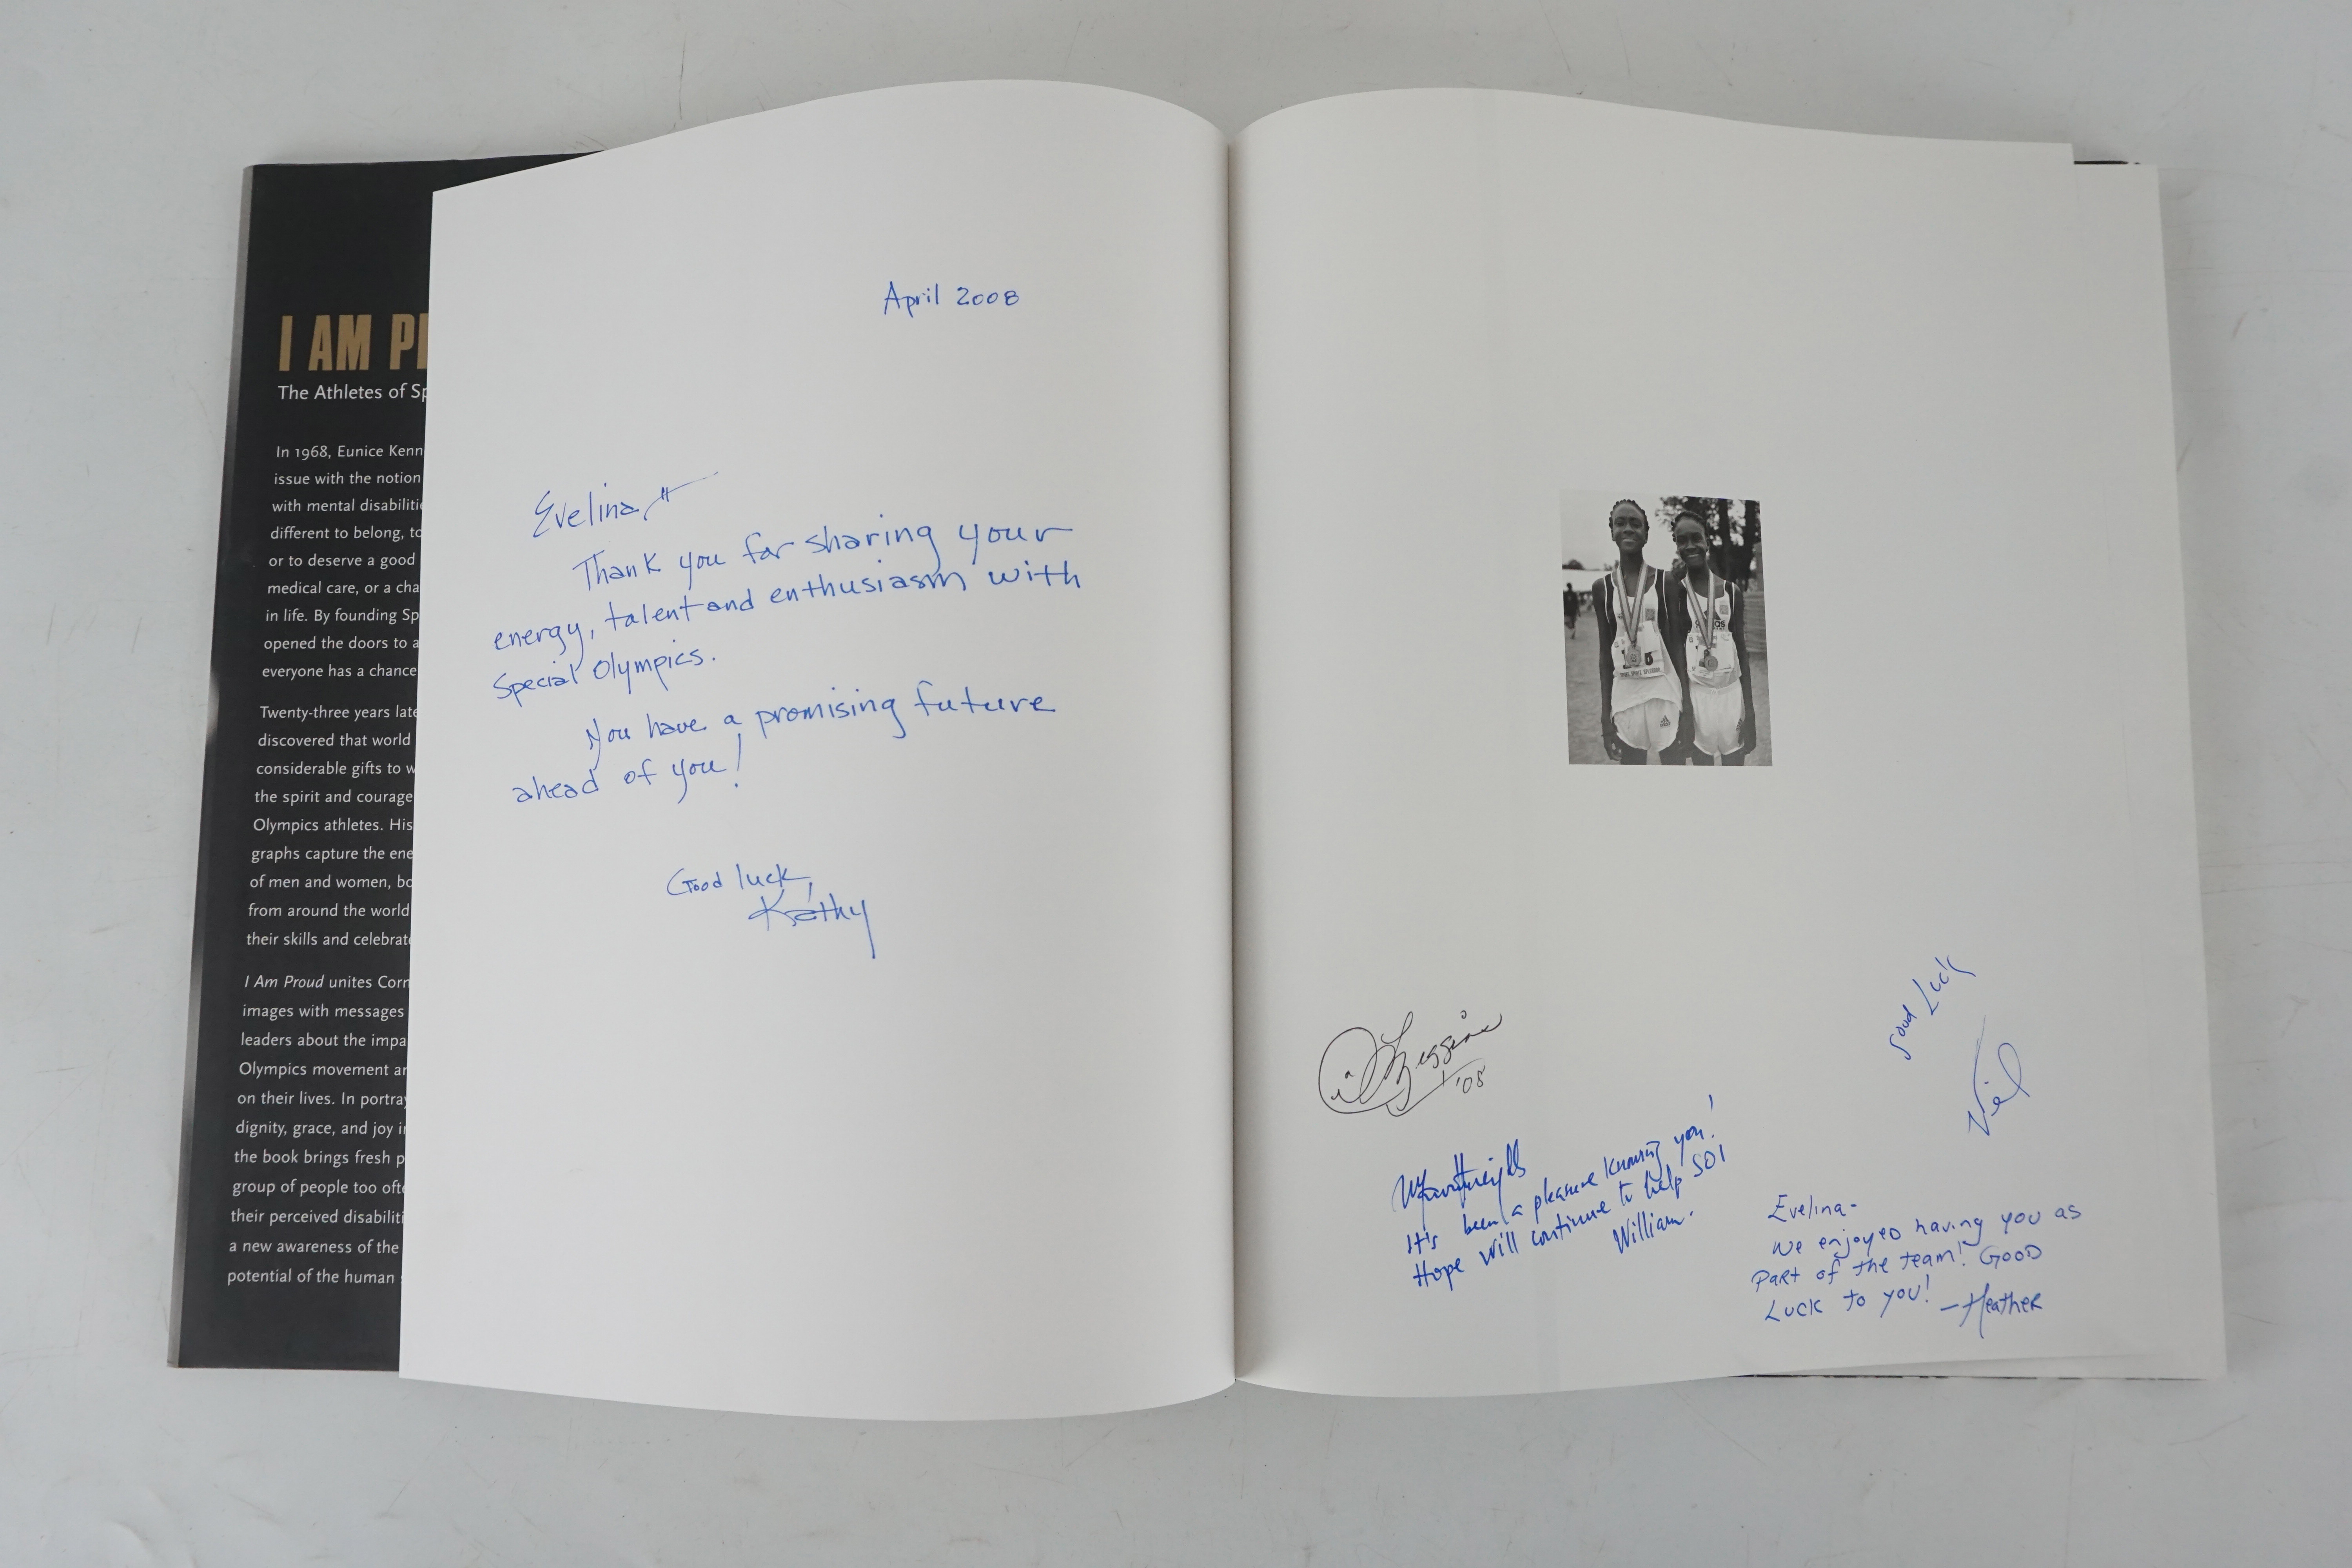 I AM P
The Athletes of Sp
In 1968, Eunice Kenn
issue with the notion
with mental disabiliti
different to belong, to
or to deserve a good
medical care, or a cha
in life. By founding Sp
opened the doors to a
everyone has a chance
Twenty-three years late
discovered that world
considerable gifts to w
the spirit and courage
Olympics athletes. His
graphs capture the ene
of men and women, bo
from around the world
their skills and celebrat
I Am Proud unites Corn
images with messages
leaders about the impa
Olympics movement an
on their lives. In portray
dignity, grace, and joy i
the book brings fresh p
group of people too ofte
their perceived disabiliti
a new awareness of the
potential of the human
April 2008
Evelina,
Thank you for sharing your
energy, talent and enthusiasm with
Special Olympics.
You have a promising future
ahead of you!
Good luck,
Kathy
adidas
'08
Good Luck
It's been a pleasure knowing you!
Hope will continue to help SOI
William.
Evelina-
We enjoyed having you as
part of the team! Good
Luck to you!
-Heather